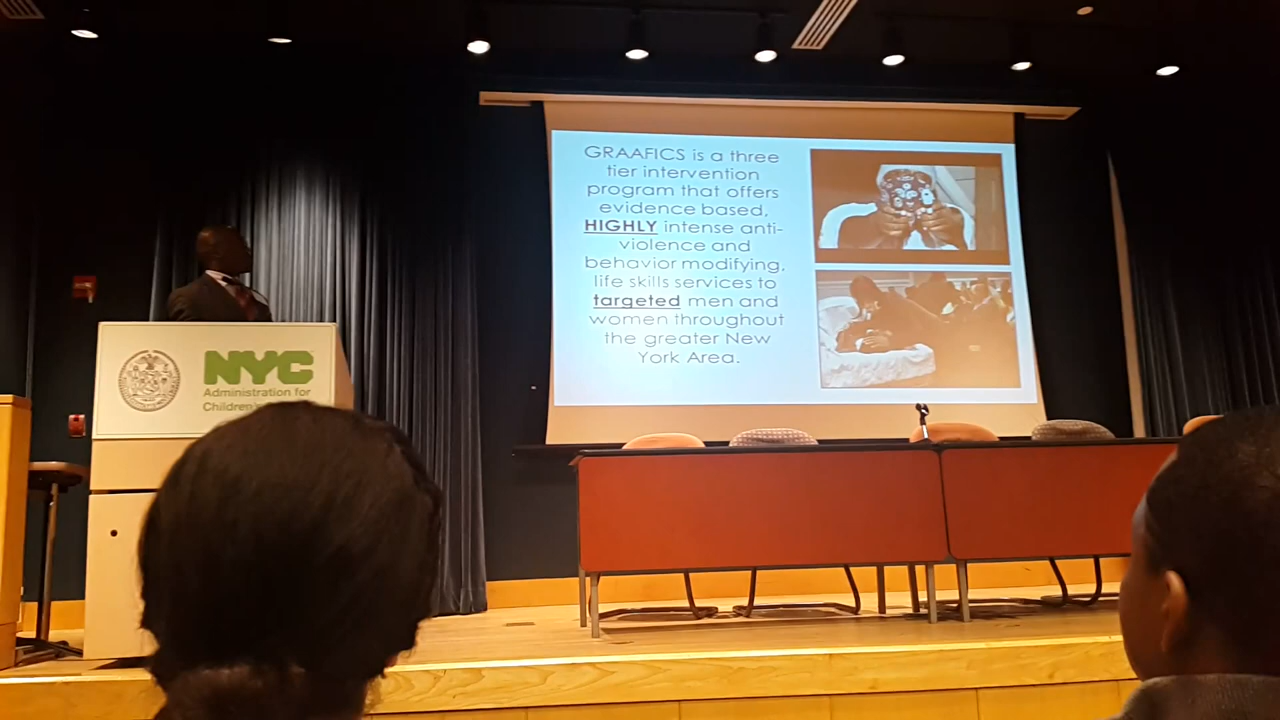 GRAAFICS is a three
tier intervention
program that offers
evidence based,
HIGHLY intense anti-
violence and
behavior modifying,
life skills services to
targeted men and
women throughout
the greater New
York Area.
NYC
Administration for
Children's